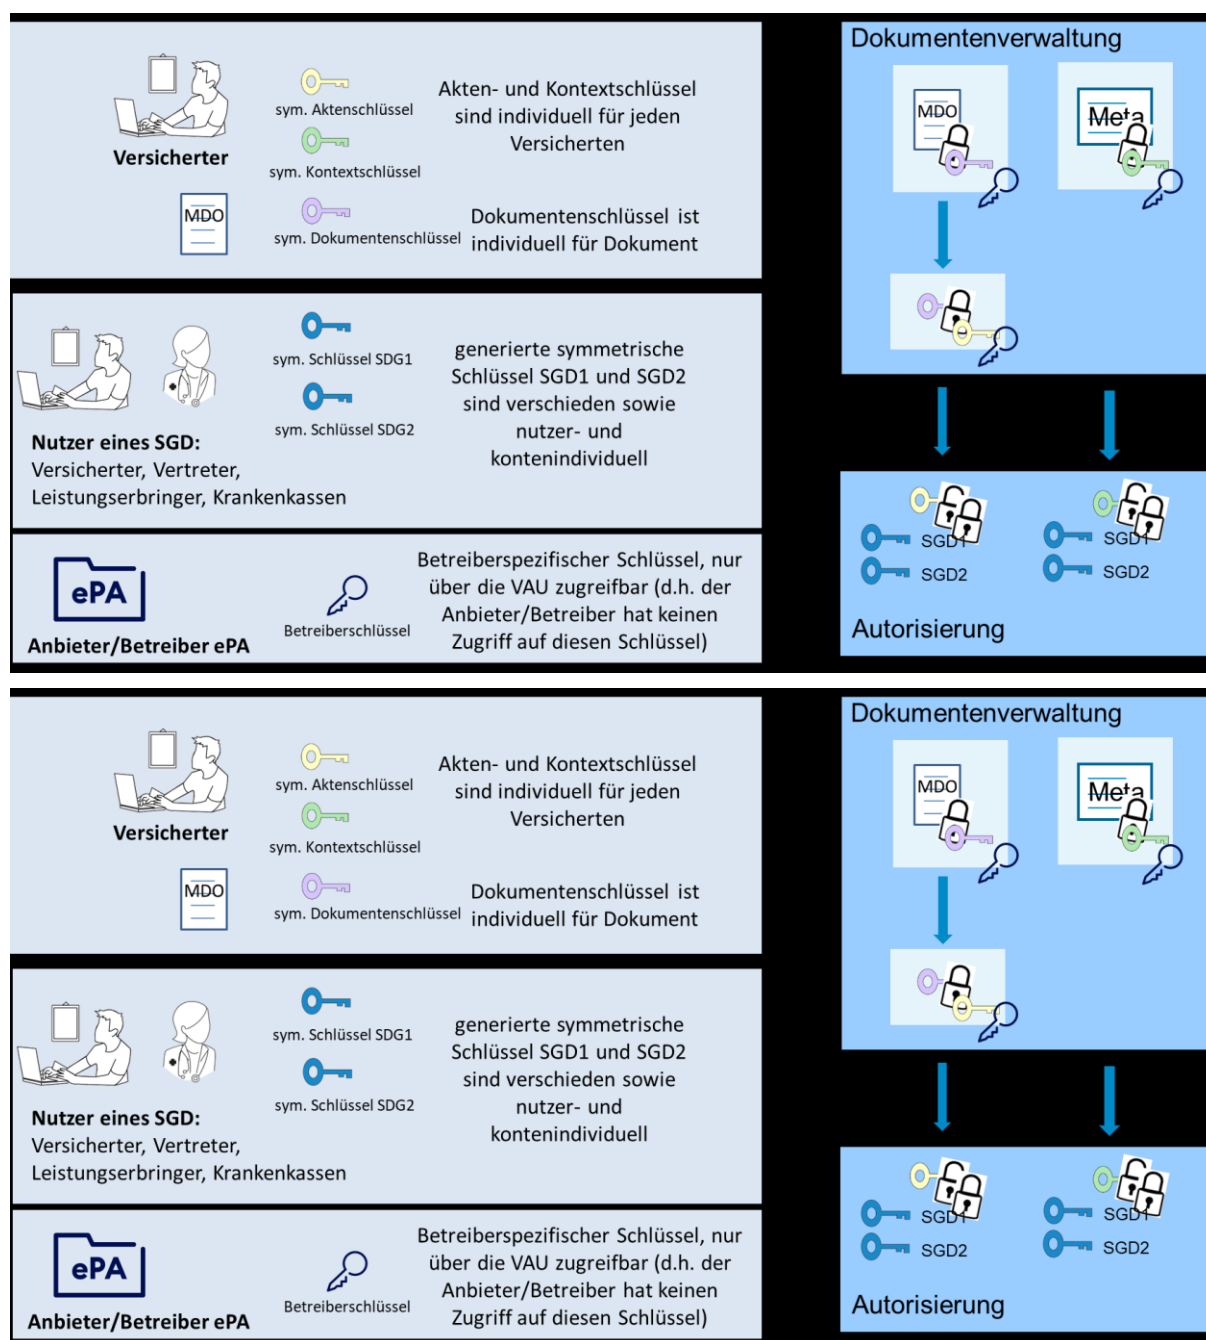 Versicherter
sym. Aktenschlüssel
sym. Kontextschlüssel
Akten- und Kontextschlüssel
sind individuell für jeden
Versicherten
MDO
sym. Dokumentenschlüssel
Dokumentenschlüssel ist
individuell für Dokument
Nutzer eines SGD:
Versicherter, Vertreter,
Leistungserbringer, Krankenkassen
sym. Schlüssel SDG1
sym. Schlüssel SDG2
generierte symmetrische
Schlüssel SGD1 und SGD2
sind verschieden sowie
nutzer- und
kontenindividuell
ePA
Anbieter/Betreiber ePA
Betreiberschlüssel
Betreiberspezifischer Schlüssel, nur
über die VAU zugreifbar (d.h. der
Anbieter/Betreiber hat keinen
Zugriff auf diesen Schlüssel)
Dokumentenverwaltung
MDO
Meta
SGD1
SGD2
SGD1
SGD2
Autorisierung
Versicherter
sym. Aktenschlüssel
sym. Kontextschlüssel
Akten- und Kontextschlüssel
sind individuell für jeden
Versicherten
MDO
sym. Dokumentenschlüssel
Dokumentenschlüssel ist
individuell für Dokument
Nutzer eines SGD:
Versicherter, Vertreter,
Leistungserbringer, Krankenkassen
sym. Schlüssel SDG1
sym. Schlüssel SDG2
generierte symmetrische
Schlüssel SGD1 und SGD2
sind verschieden sowie
nutzer- und
kontenindividuell
ePA
Anbieter/Betreiber ePA
Betreiberschlüssel
Betreiberspezifischer Schlüssel, nur
über die VAU zugreifbar (d.h. der
Anbieter/Betreiber hat keinen
Zugriff auf diesen Schlüssel)
Dokumentenverwaltung
MDO
Meta
SGD1
SGD2
SGD1
SGD2
Autorisierung